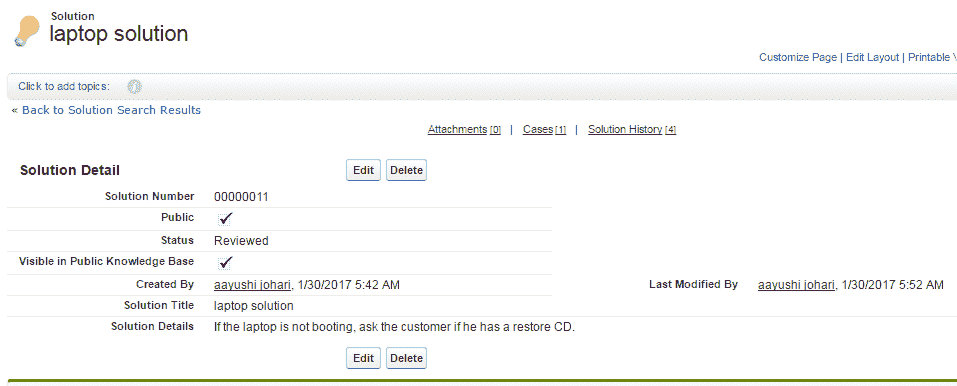 Solution
laptop solution
Customize Page | Edit Layout | Printable
Click to add topics:
« Back to Solution Search Results
Attachments [0] | Cases [1] | Solution History [4]
Solution Detail Edit Delete
Solution Number 00000011
Public
Status Reviewed
Visible in Public Knowledge Base
Created By aayushi johari, 1/30/2017 5:42 AM Last Modified By aayushi johari, 1/30/2017 5:52 AM
Solution Title laptop solution
Solution Details If the laptop is not booting, ask the customer if he has a restore CD.
Edit Delete